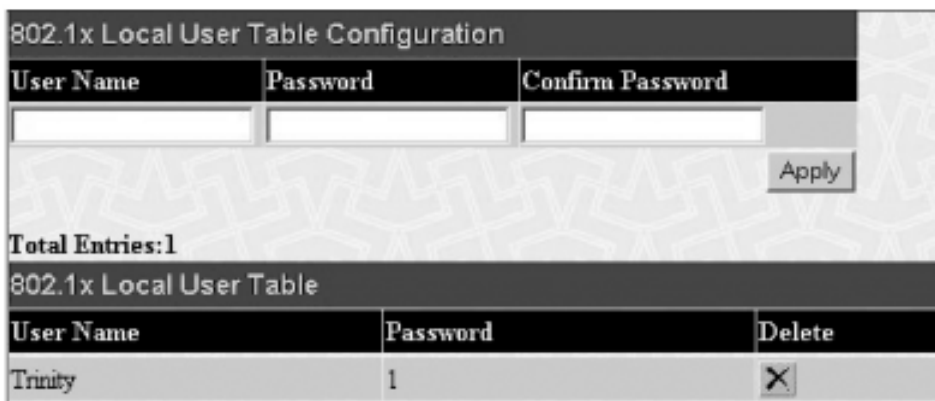 802.1x Local User Table Configuration
User Name Password Confirm Password
Apply
Total Entries:1
802.1x Local User Table
User Name Password Delete
Trinity 1